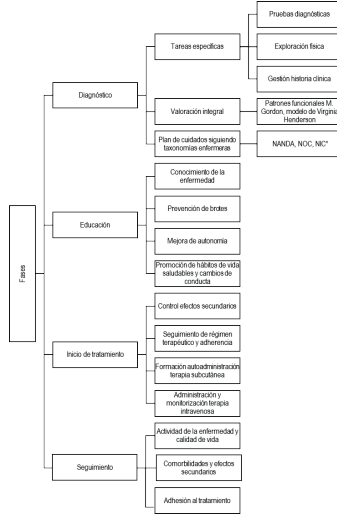 Fases
Diagnóstico
Tareas específicas
Pruebas diagnósticas
Exploración física
Gestión historia clínica
Valoración integral
Patrones funcionales M.
Gordon, modelo de Virginia
Henderson
Plan de cuidados siguiendo
taxonomías enfermeras
NANDA, NOC, NIC*
Educación
Conocimiento de la
enfermedad
Prevención de brotes
Mejora de autonomía
Promoción de hábitos de vida
saludables y cambios de
conducta
Inicio de tratamiento
Control efectos secundarios
Seguimiento de régimen
terapéutico y adherencia
Formación autoadministración
terapia subcutánea
Administración y
monitorización terapia
intravenosa
Seguimiento
Actividad de la enfermedad y
calidad de vida
Comorbilidades y efectos
secundarios
Adhesión al tratamiento